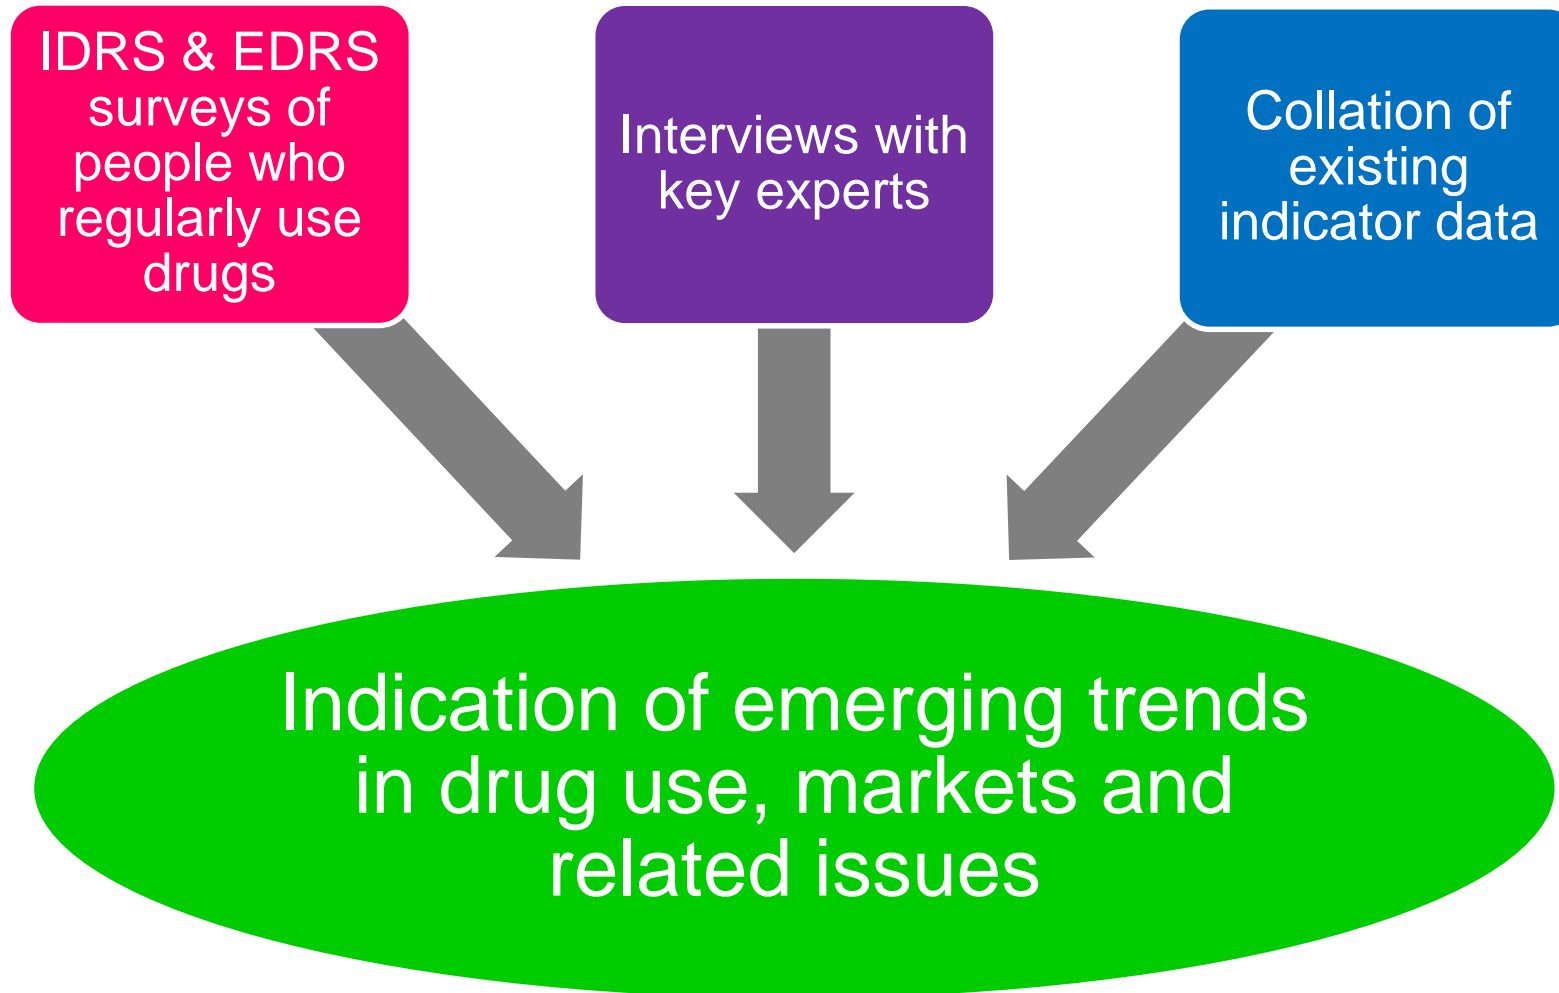 IDRS & EDRS
surveys of
people who
regularly use
drugs
Interviews with
key experts
Collation of
existing
indicator data
Indication of emerging trends
in drug use, markets and
related issues